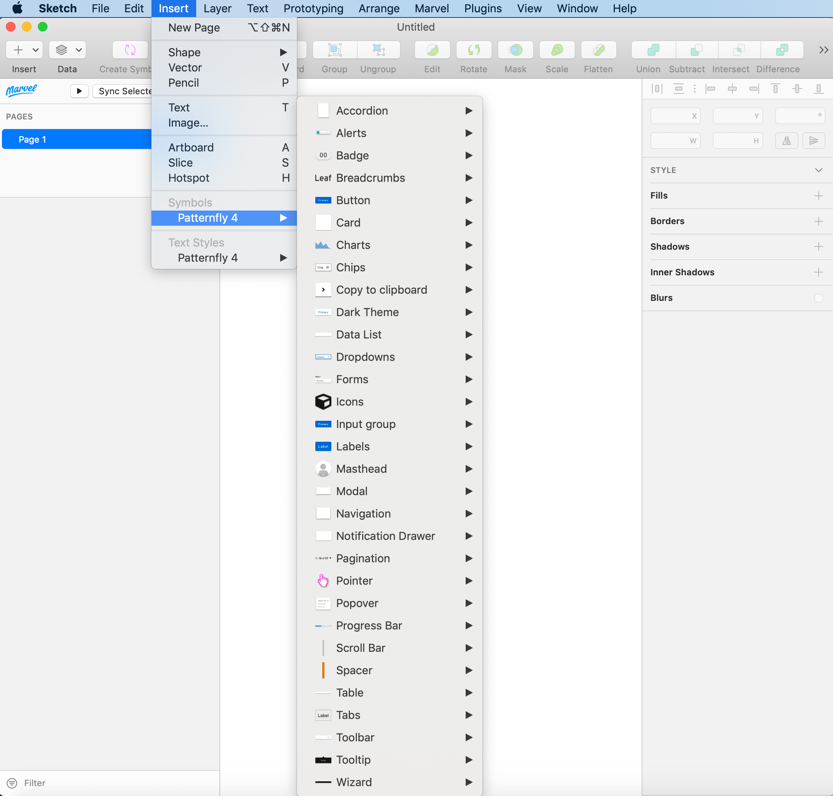 Sketch File Edit Insert Layer Text Prototyping Arrange Marvel Plugins View Window Help
Untitled
Insert Data Create Symb rd Group Ungroup Edit Rotate Mask Scale Flatten Union Subtract Intersect Difference
Marvel Sync Selecte
PAGES
Page 1
New Page ⌥⇧⌘N
Shape
Vector V
Pencil P
Text T
Image...
Artboard A
Slice S
Hotspot H
Symbols
Patternfly 4
Text Styles
Patternfly 4
Accordion
Alerts
00 Badge
Leaf Breadcrumbs
Button
Card
Charts
Chips
Copy to clipboard
Dark Theme
Data List
Dropdowns
Forms
Icons
Input group
Label Labels
Masthead
Modal
Navigation
Notification Drawer
Pagination
Pointer
Popover
Progress Bar
Scroll Bar
Spacer
Table
Label Tabs
Toolbar
Tooltip
Wizard
X Y °
W H
STYLE
Fills
Borders
Shadows
Inner Shadows
Blurs
Filter